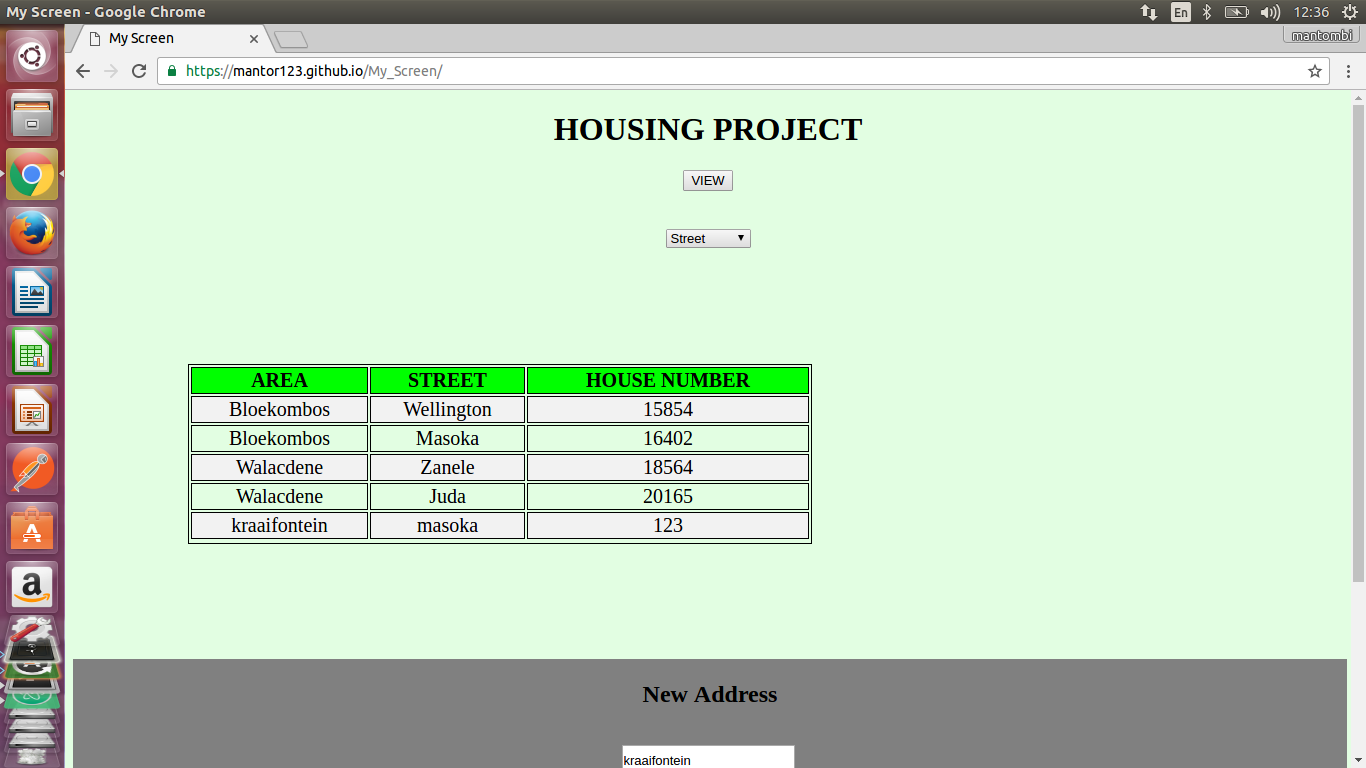 My Screen - Google Chrome
En
12:36
My Screen
mantombi
https://mantor123.github.io/My_Screen/
HOUSING PROJECT
VIEW
Street
AREA STREET HOUSE NUMBER
Bloekombos Wellington 15854
Bloekombos Masoka 16402
Walacdene Zanele 18564
Walacdene Juda 20165
kraaifontein masoka 123
New Address
kraaifontein